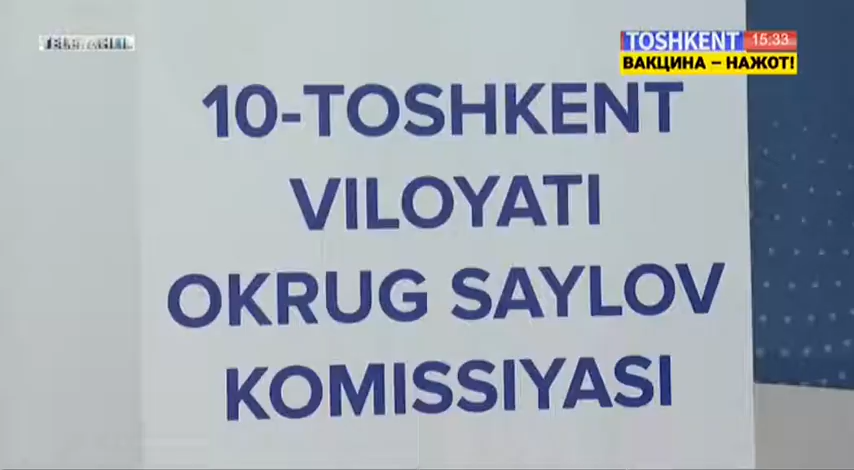 TOSHKENT 15:33
ВАКЦИНА – НАЖОТ!
10-TOSHKENT
VILOYATI
OKRUG SAYLOV
KOMISSIYASI